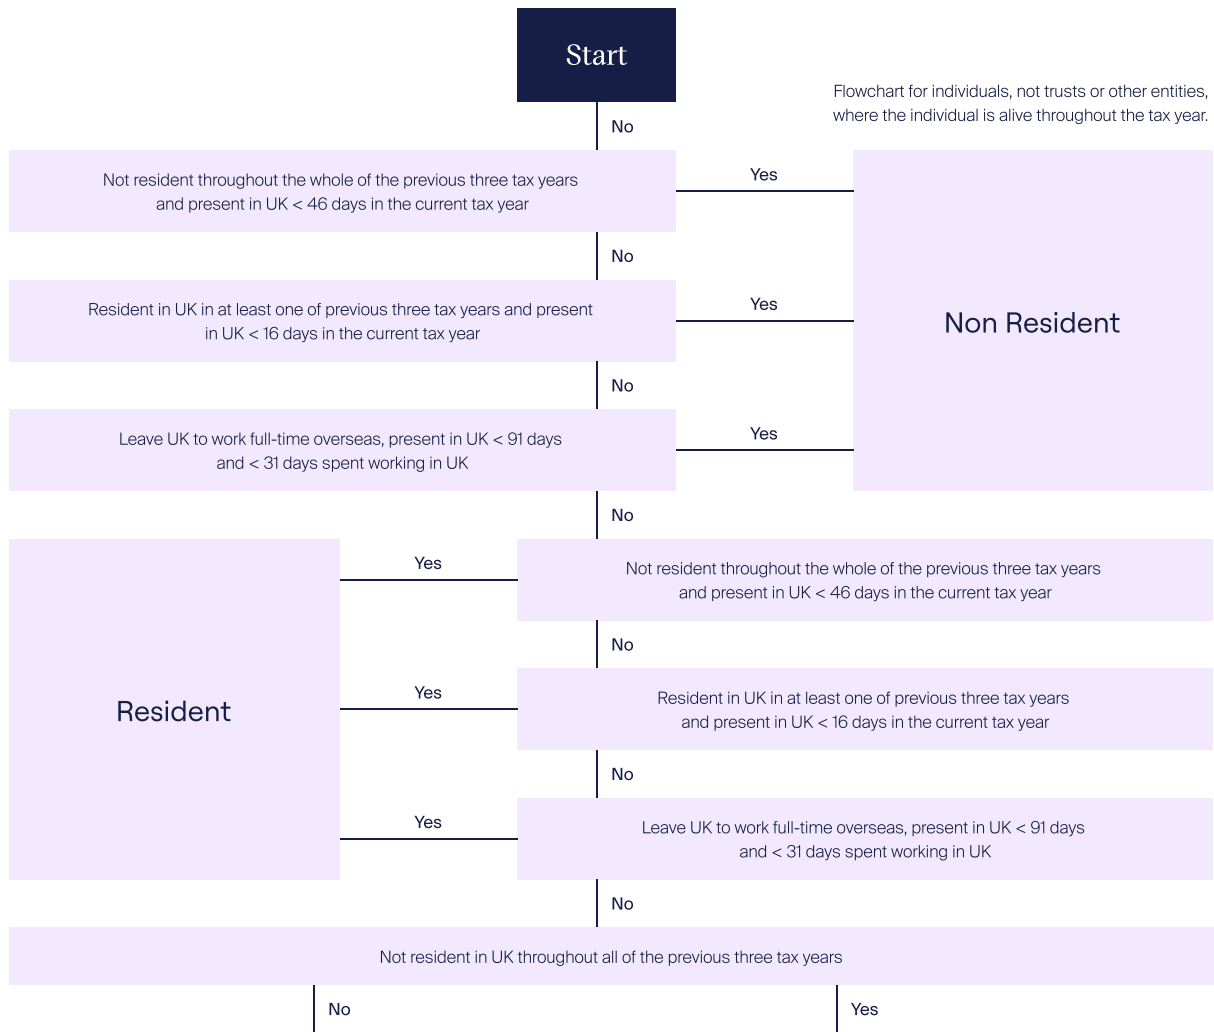 Start
Flowchart for individuals, not trusts or other entities,
where the individual is alive throughout the tax year.
No
Not resident throughout the whole of the previous three tax years
and present in UK < 46 days in the current tax year
Yes
No
Resident in UK in at least one of previous three tax years and present
in UK < 16 days in the current tax year
Yes
Non Resident
No
Leave UK to work full-time overseas, present in UK < 91 days
and < 31 days spent working in UK
Yes
No
Yes
Not resident throughout the whole of the previous three tax years
and present in UK < 46 days in the current tax year
No
Resident
Yes
Resident in UK in at least one of previous three tax years
and present in UK < 16 days in the current tax year
No
Yes
Leave UK to work full-time overseas, present in UK < 91 days
and < 31 days spent working in UK
No
Not resident in UK throughout all of the previous three tax years
No
Yes